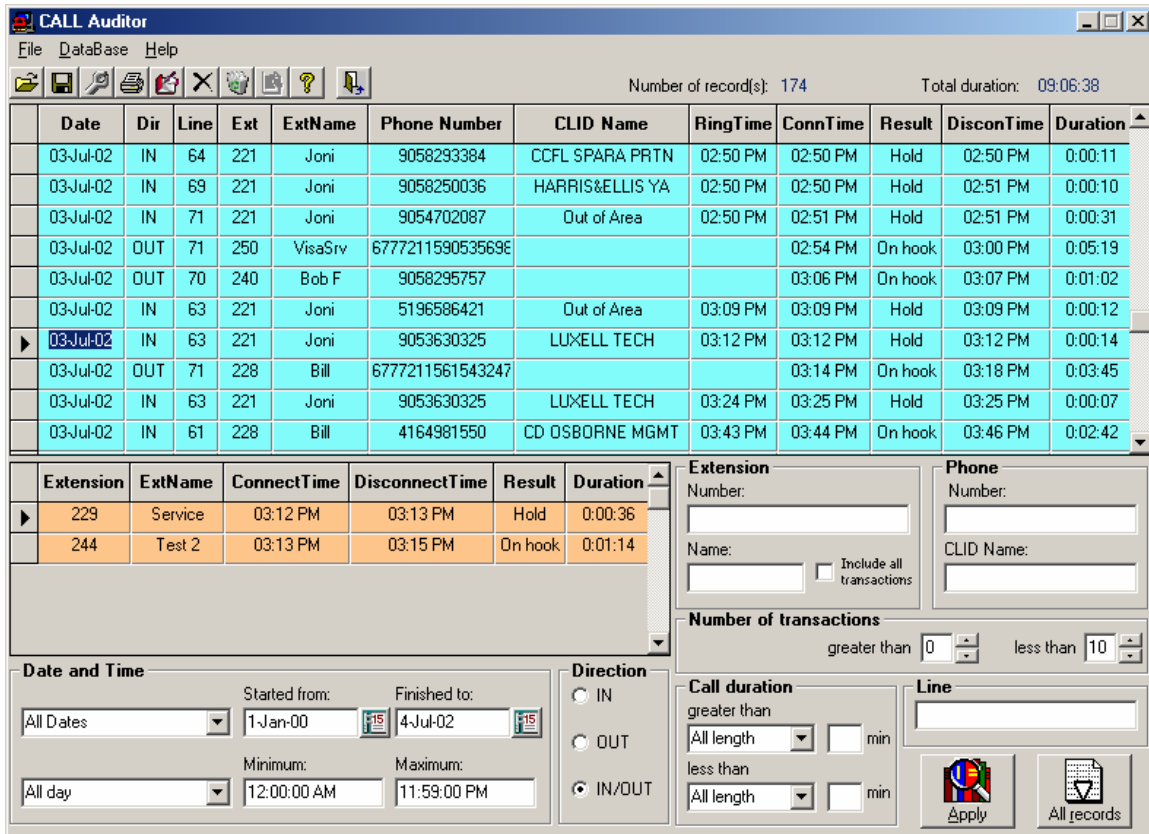 CALL Auditor
File DataBase Help
Number of record(s): 174 Total duration: 09:06:38
Date Dir Line Ext ExtName Phone Number CLID Name RingTime ConnTime Result DisconTime Duration
03-Jul-02 IN 64 221 Joni 9058293384 CCFL SPARA PRTN 02:50 PM 02:50 PM Hold 02:50 PM 0:00:11
03-Jul-02 IN 69 221 Joni 9058250036 HARRIS&ELLIS YA 02:50 PM 02:50 PM Hold 02:51 PM 0:00:10
03-Jul-02 IN 71 221 Joni 9054702087 Out of Area 02:50 PM 02:51 PM Hold 02:51 PM 0:00:31
03-Jul-02 OUT 71 250 VisaSrv 6777211590535698 02:54 PM On hook 03:00 PM 0:05:19
03-Jul-02 OUT 70 240 Bob F 9058295757 03:06 PM On hook 03:07 PM 0:01:02
03-Jul-02 IN 63 221 Joni 5196586421 Out of Area 03:09 PM 03:09 PM Hold 03:09 PM 0:00:12
03-Jul-02 IN 63 221 Joni 9053630325 LUXELL TECH 03:12 PM 03:12 PM Hold 03:12 PM 0:00:14
03-Jul-02 OUT 71 228 Bill 6777211561543247 03:14 PM On hook 03:18 PM 0:03:45
03-Jul-02 IN 63 221 Joni 9053630325 LUXELL TECH 03:24 PM 03:25 PM Hold 03:25 PM 0:00:07
03-Jul-02 IN 61 228 Bill 4164981550 CD OSBORNE MGMT 03:43 PM 03:44 PM On hook 03:46 PM 0:02:42
Extension ExtName ConnectTime DisconnectTime Result Duration
229 Service 03:12 PM 03:13 PM Hold 0:00:36
244 Test 2 03:13 PM 03:15 PM On hook 0:01:14
Extension
Number:
Name:
Include all
transactions
Phone
Number:
CLID Name:
Number of transactions
greater than 0 less than 10
Date and Time
Started from: Finished to:
All Dates 1-Jan-00 15 4-Jul-02 15
Minimum: Maximum:
All day 12:00:00 AM 11:59:00 PM
Direction
IN
OUT
IN/OUT
Call duration
greater than
All length min
less than
All length min
Line
Apply
All records